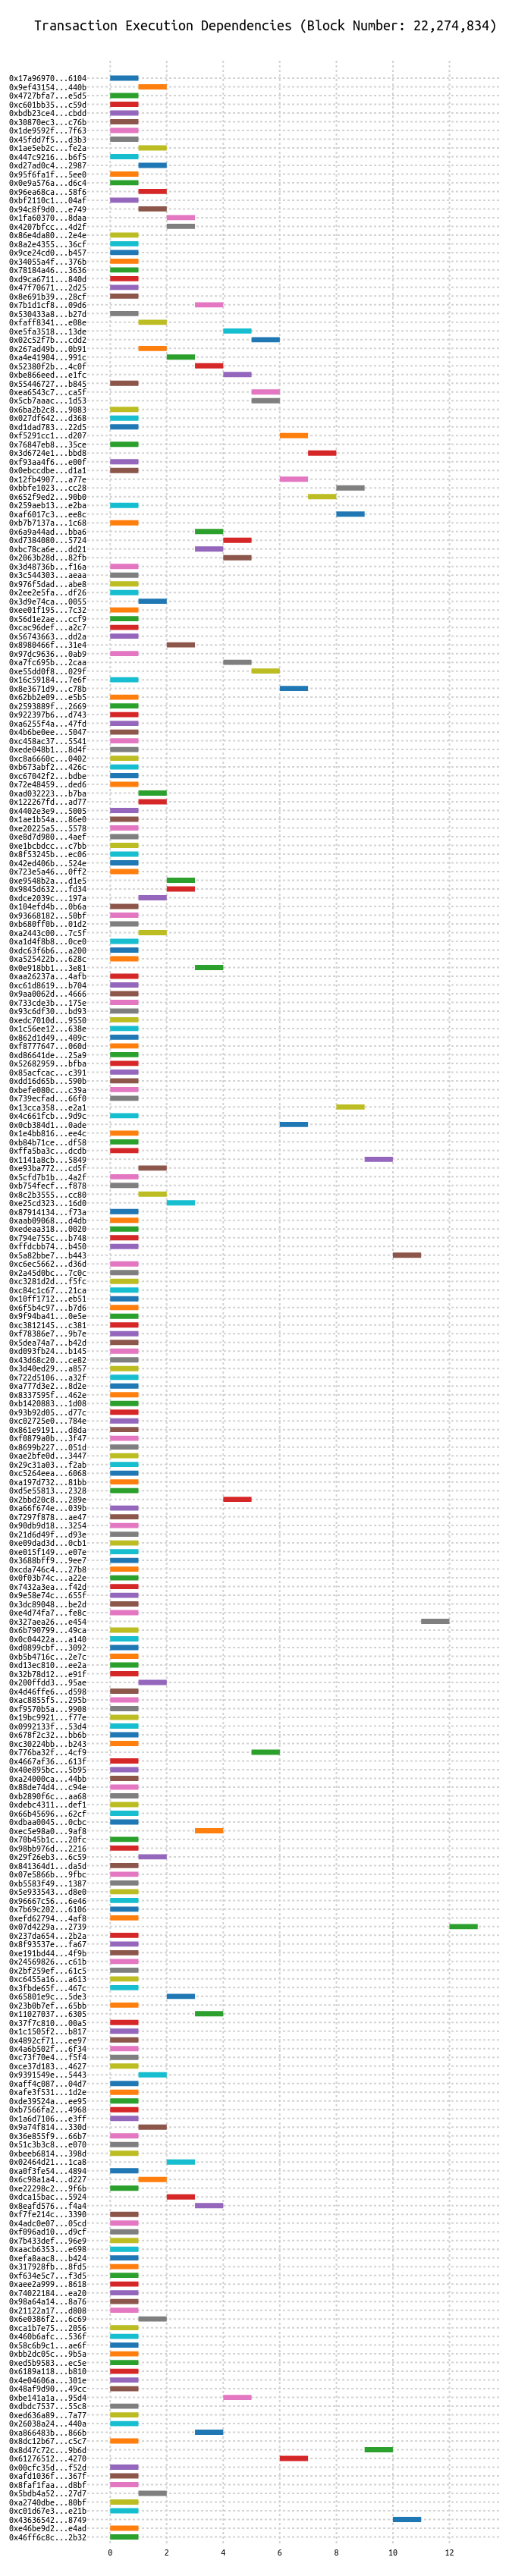 Transaction Execution Dependencies (Block Number: 22,274,834)
0x17a96970...6104
0x9ef43154...440b
0x4727bfa7...e5d5
0xc601bb35...c59d
0xbdb23ce4...cbdd
0x30870ec3...c76b
0x1de9592f...7f63
0x45fdd7f5...d3b3
0x1ae5eb2c...fe2a
0x447c9216...b6f5
0xd27ad0c4...2987
0x95f6fa1f...5ee0
0x0e9a576a...d6c4
0x96ea68ca...58f6
0xbf2110c1...04af
0x94c8f9d0...e749
0x1fa60370...8daa
0x4207bfcc...4d2f
0x86e4da80...2e4e
0x8a2e4355...36cf
0x9ce24cd0...b457
0x34055a4f...376b
0x78184a46...3636
0xd9ca6711...840d
0x47f70671...2d25
0x8e691b39...28cf
0x7b1d1cf8...09d6
0x530433a8...b27d
0xfaff8341...e08e
0xe5fa3518...13de
0x02c52f7b...cdd2
0x267ad49b...0b91
0xa4e41904...991c
0x52380f2b...4c0f
0xbe866eed...e1fc
0x55446727...b845
0xea6543c7...ca5f
0x5cb7aaac...1d53
0x6ba2b2c8...9083
0x027df642...d368
0xd1dad783...22d5
0xf5291cc1...d207
0x76847eb8...35ce
0x3d6724e1...bbd8
0xf93aa4f6...e00f
0x0ebccdbe...d1a1
0x12fb4907...a77e
0xbbfe1023...cc28
0x652f9ed2...90b0
0x259aeb13...e2ba
0xaf6017c3...ee8c
0xb7b7137a...1c68
0x6a9a44ad...bba6
0xd7384080...5724
0xbc78ca6e...dd21
0x2063b28d...82fb
0x3d48736b...f16a
0x3c544303...aeaa
0x976f5dad...abe8
0x2ee2e5fa...df26
0x3d9e74ca...0055
0xee01f195...7c32
0x56d1e2ae...ccf9
0xcac96def...a2c7
0x56743663...dd2a
0x8980466f...31e4
0x97dc9636...0ab9
0xa7fc695b...2caa
0xe55dd0f8...029f
0x16c59184...7e6f
0x8e3671d9...c78b
0x62bb2e09...e5b5
0x2593889f...2669
0x922397b6...d743
0xa6255f4a...47fd
0x4b6be0ee...5047
0xc458ac37...5541
0xede048b1...8d4f
0xc8a6660c...0402
0xb673abf2...426c
0xc67042f2...bdbe
0x72e48459...ded6
0xad032223...b7ba
0x122267fd...ad77
0x4402e3e9...5005
0x1ae1b54a...86e0
0xe20225a5...5578
0xe8d7d980...4aef
0xe1bcbdcc...c7bb
0x8f53245b...ec06
0x42ed406b...524e
0x723e5a46...0ff2
0xe9548b2a...d1e5
0x9845d632...fd34
0xdce2039c...197a
0x104efd4b...0b6a
0x93668182...50bf
0xb680ff0b...01d2
0xa2443c00...7c5f
0xa1d4f8b8...0ce0
0xdc63f6b6...a200
0xa525422b...628c
0x0e918bb1...3e81
0xaa26237a...4afb
0xc61d8619...b704
0x9aa0062d...4666
0x733cde3b...175e
0x93c6df30...bd93
0xedc7010d...9550
0x1c56ee12...638e
0x862d1d49...409c
0xf8777647...060d
0xd86641de...25a9
0x52682959...bfba
0x85acfcac...c391
0xdd16d65b...590b
0xbefe080c...c39a
0x739ecfad...66f0
0x13cca358...e2a1
0x4c661fcb...9d9c
0x0cb384d1...0ade
0x1e4bb816...ee4c
0xb84b71ce...df58
0xffa5ba3c...dcdb
0x1141a8cb...5849
0xe93ba772...cd5f
0x5cfd7b1b...4a2f
0xb754fecf...f878
0x8c2b3555...cc80
0xe25cd323...16d0
0x87914134...f73a
0xaab09068...d4db
0xedeaa318...0020
0x794e755c...b748
0xffdcbb74...b450
0x5a82bbe7...b443
0xc6ec5662...d36d
0x2a45d0bc...7c0c
0xc3281d2d...f5fc
0xc84c1c67...21ca
0x10ff1712...eb51
0x6f5b4c97...b7d6
0x9f94ba41...0e5e
0xc3812145...c381
0xf78386e7...9b7e
0x5dea74a7...b42d
0xd093fb24...b145
0x43d68c20...ce82
0x3d40ed29...a857
0x722d5106...a32f
0xa777d3e2...8d2e
0x8337595f...462e
0xb1420883...1d08
0x93b92d05...d77c
0xc02725e0...784e
0x861e9191...d8da
0xf0879a0b...3f47
0x8699b227...051d
0xae2bfe0d...3447
0x29c31a03...f2ab
0xc5264eea...6068
0xa197d732...81bb
0xd5e55813...2328
0x2bbd20c8...289e
0xa66f674e...039b
0x7297f878...ae47
0x90db9d18...3254
0x21d6d49f...d93e
0xe09dad3d...0cb1
0xe015f149...e07e
0x3688bff9...9ee7
0xcda746c4...27b8
0x0f03b74c...a22e
0x7432a3ea...f42d
0x9e58e74c...655f
0x3dc89048...be2d
0xe4d74fa7...fe8c
0x327aea26...e454
0x6b790799...49ca
0x0c04422a...a140
0xd0899cbf...3092
0xb5b4716c...2e7c
0xd13ec810...ee2a
0x32b78d12...e91f
0x200ffdd3...95ae
0x4d46ffe6...d598
0xac8855f5...295b
0xf9570b5a...9908
0x19bc9921...f77e
0x0992133f...53d4
0x678f2c32...bb6b
0xc30224bb...b243
0x776ba32f...4cf9
0x4667af36...613f
0x40e895bc...5b95
0xa24000ca...44bb
0x88de74d4...c94e
0xb2890f6c...aa68
0xdebc4311...def1
0x66b45696...62cf
0xdbaa0045...0cbc
0xec5e98a0...9af8
0x70b45b1c...20fc
0x98bb976d...2216
0x29f26eb3...6c59
0x841364d1...da5d
0x07e5866b...9fbc
0xb5583f49...1387
0x5e933543...d8e0
0x96667c56...6e46
0x7b69c202...6106
0xefd62794...4af8
0x07d4229a...2739
0x237da654...2b2a
0x8f93537e...fa67
0xe191bd44...4f9b
0x24569826...c61b
0x2bf259ef...61c5
0xc6455a16...a613
0x3fbde65f...467c
0x65801e9c...5de3
0x23b0b7ef...65bb
0x11027037...6305
0x37f7c810...00a5
0x1c1505f2...b817
0x4892cf71...ee97
0x4a6b502f...6f34
0xc73f70e4...f5f4
0xce37d183...4627
0x9391549e...5443
0xaff4c087...04d7
0xafe3f531...1d2e
0xde39524a...ee95
0xb7566fa2...4968
0x1a6d7106...e3ff
0x9a74f814...330d
0x36e855f9...66b7
0x51c3b3c8...e070
0xbeeb6814...398d
0x02464d21...1ca8
0xa0f3fe54...4894
0x6c98a1a4...d227
0xe22298c2...9f6b
0xdca15bac...5924
0x8eafd576...f4a4
0xf7fe214c...3390
0x4adc0e07...05cd
0xf096ad10...d9cf
0x7b433def...96e9
0xaacb6353...e698
0xefa8aac8...b424
0x317928fb...8fd5
0xf634e5c7...f3d5
0xaee2a999...8618
0x74022184...ea20
0x98a64a14...8a76
0x21122a17...d808
0x6e0386f2...6c69
0xca1b7e75...2056
0x460b6afc...536f
0x58c6b9c1...ae6f
0xbb2dc05c...9b5a
0xed5b9583...ec5e
0x6189a118...b810
0x4e04606a...301e
0x48af9d90...49cc
0xbe141a1a...95d4
0xdbdc7537...55c8
0xed636a89...7a77
0x26038a24...440a
0xa866483b...866b
0x8dc12b67...c5c7
0x8d47c72c...9b6d
0x61276512...4270
0x00cfc35d...f52d
0xafd1036f...367f
0x8faf1faa...d8bf
0x5bdb4a52...27d7
0xa2740dbe...80bf
0xc01d67e3...e21b
0x43636542...8749
0xe46be9d2...e4ad
0x46ff6c8c...2b32
0 2 4 6 8 10 12